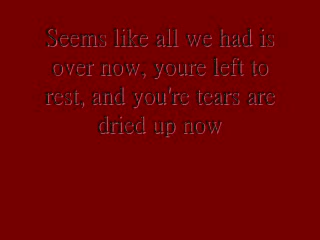 Seems like all we had is
over now, youre left to
rest, and you're tears are
dried up now